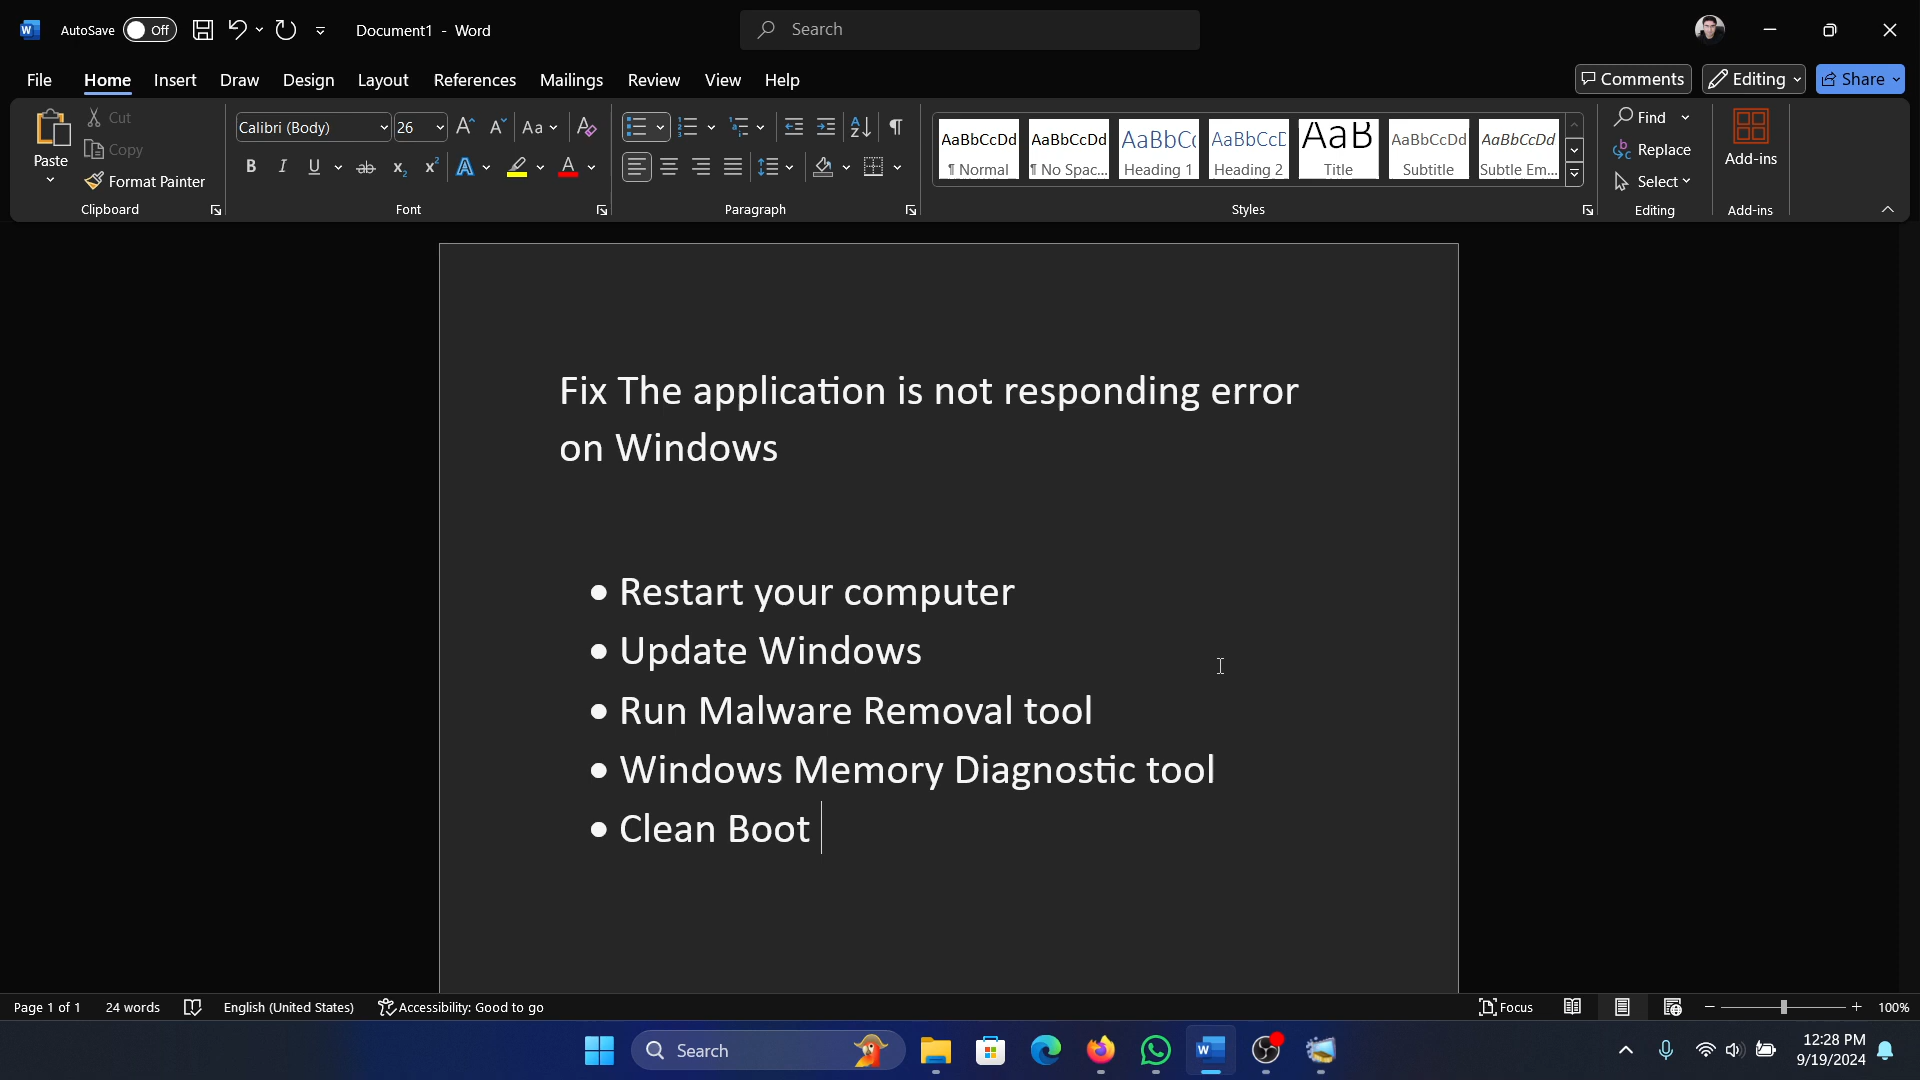 W AutoSave Off Document1 - Word Search
File Home Insert Draw Design Layout References Mailings Review View Help Comments Editing Share
Paste Cut Copy Format Painter Clipboard
Calibri (Body) 26 Font
Paragraph
AaBbCcDd ¶ Normal
AaBbCcDd ¶ No Spac...
AaBbCc Heading 1
AaBbCcD Heading 2
AaB Title
AaBbCcDd Subtitle
AaBbCcDd Subtle Em...
Styles
Find Replace Select Editing
Add-ins Add-ins
Fix The application is not responding error
on Windows
• Restart your computer
• Update Windows
• Run Malware Removal tool
• Windows Memory Diagnostic tool
• Clean Boot
Page 1 of 1 24 words English (United States) Accessibility: Good to go Focus 100%
Search
12:28 PM
9/19/2024